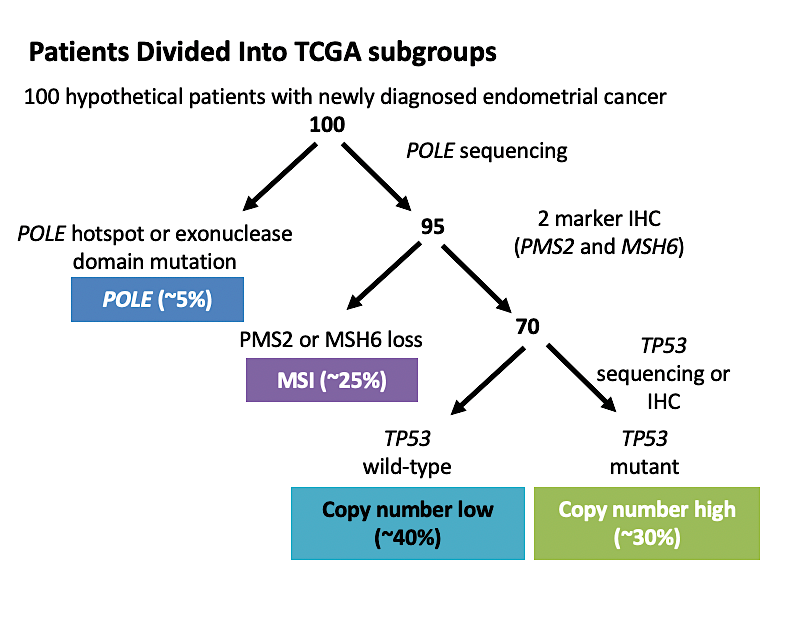 Patients Divided Into TCGA subgroups
100 hypothetical patients with newly diagnosed endometrial cancer
100
POLE sequencing
POLE hotspot or exonuclease
domain mutation
POLE (~5%)
95
2 marker IHC
(PMS2 and MSH6)
PMS2 or MSH6 loss
MSI (~25%)
70
TP53
sequencing or
IHC
TP53
wild-type
Copy number low
(~40%)
TP53
mutant
Copy number high
(~30%)